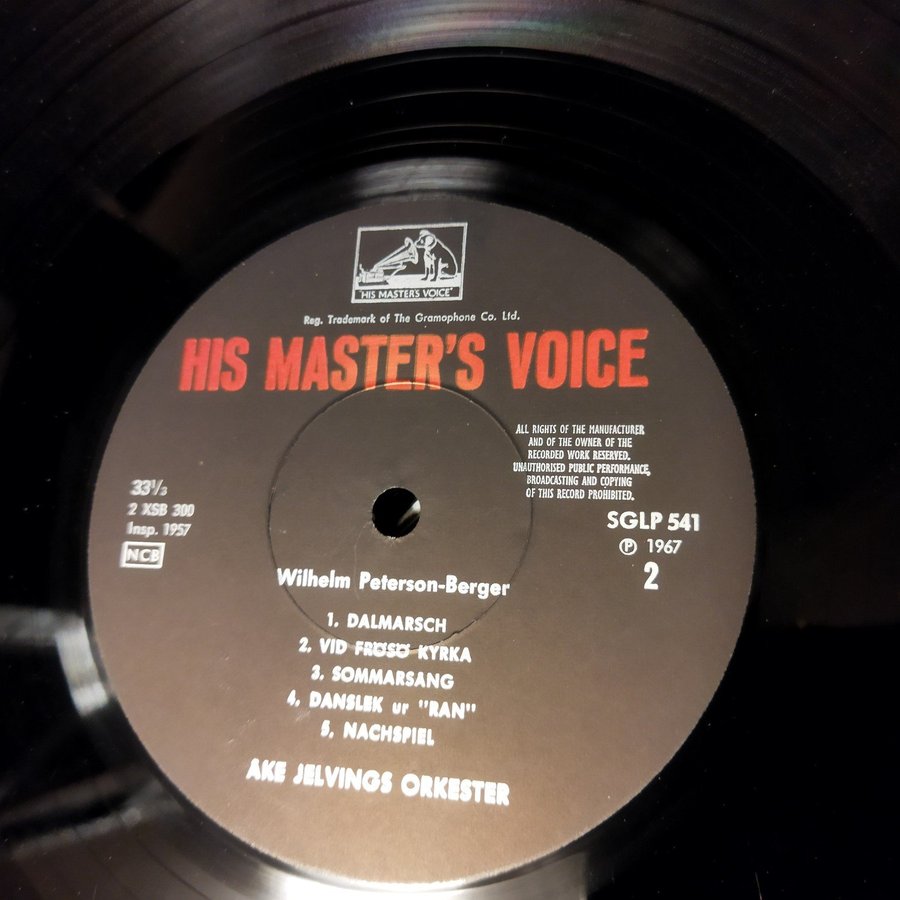 "HIS MASTER'S VOICE"
Reg. Trademark of The Gramophone Co. Ltd.
HIS MASTER'S VOICE
ALL RIGHTS OF THE MANUFACTURER
AND OF THE OWNER OF THE
RECORDED WORK RESERVED.
UNAUTHORISED PUBLIC PERFORMANCE,
BROADCASTING AND COPYING
OF THIS RECORD PROHIBITED.
33⅓
2 XSB 300
Insp. 1957
NCB
SGLP 541
℗ 1967
2
Wilhelm Peterson-Berger
1. DALMARSCH
2. VID FRÖSÖ KYRKA
3. SOMMARSANG
4. DANSLEK ur "RAN"
5. NACHSPIEL
AKE JELVINGS ORKESTER